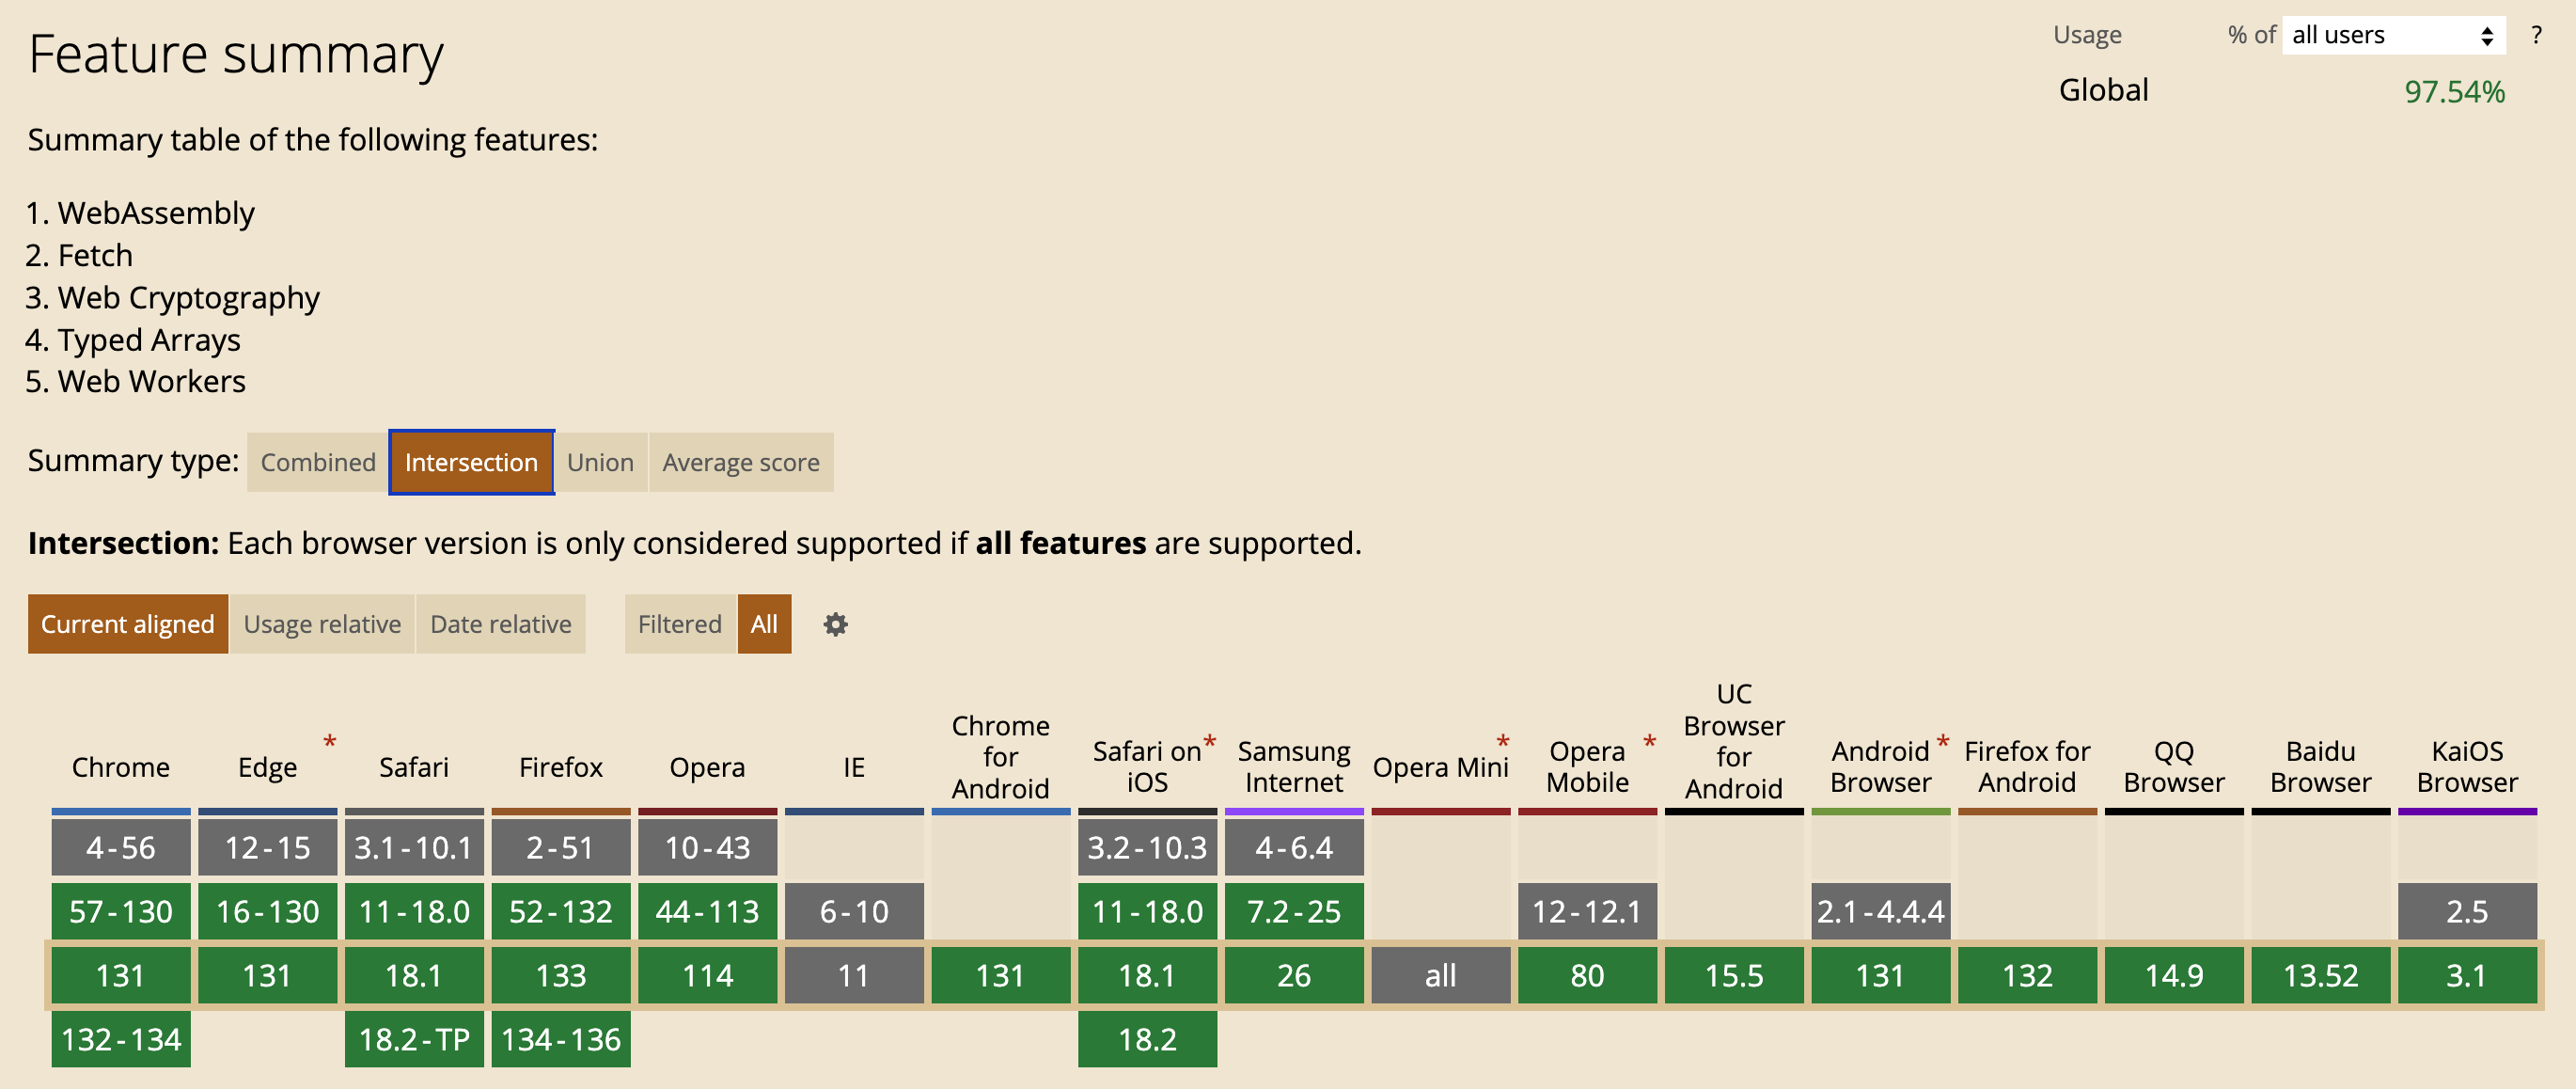 Feature summary
Usage % of all users ?
Global 97.54%
Summary table of the following features:
1. WebAssembly
2. Fetch
3. Web Cryptography
4. Typed Arrays
5. Web Workers
Summary type: Combined Intersection Union Average score
Intersection: Each browser version is only considered supported if all features are supported.
Current aligned Usage relative Date relative Filtered All
Chrome
Edge *
Safari
Firefox
Opera
IE
Chrome
for
Android
Safari on *
iOS
Samsung
Internet
Opera Mini *
Opera *
Mobile
UC
Browser
for
Android
Android *
Browser
Firefox for
Android
QQ
Browser
Baidu
Browser
KaiOS
Browser
4-56 12-15 3.1-10.1 2-51 10-43 3.2-10.3 4-6.4
57-130 16-130 11-18.0 52-132 44-113 6-10 11-18.0 7.2-25 12-12.1 2.1-4.4.4 2.5
131 131 18.1 133 114 11 131 18.1 26 all 80 15.5 131 132 14.9 13.52 3.1
132-134 18.2-TP 134-136 18.2